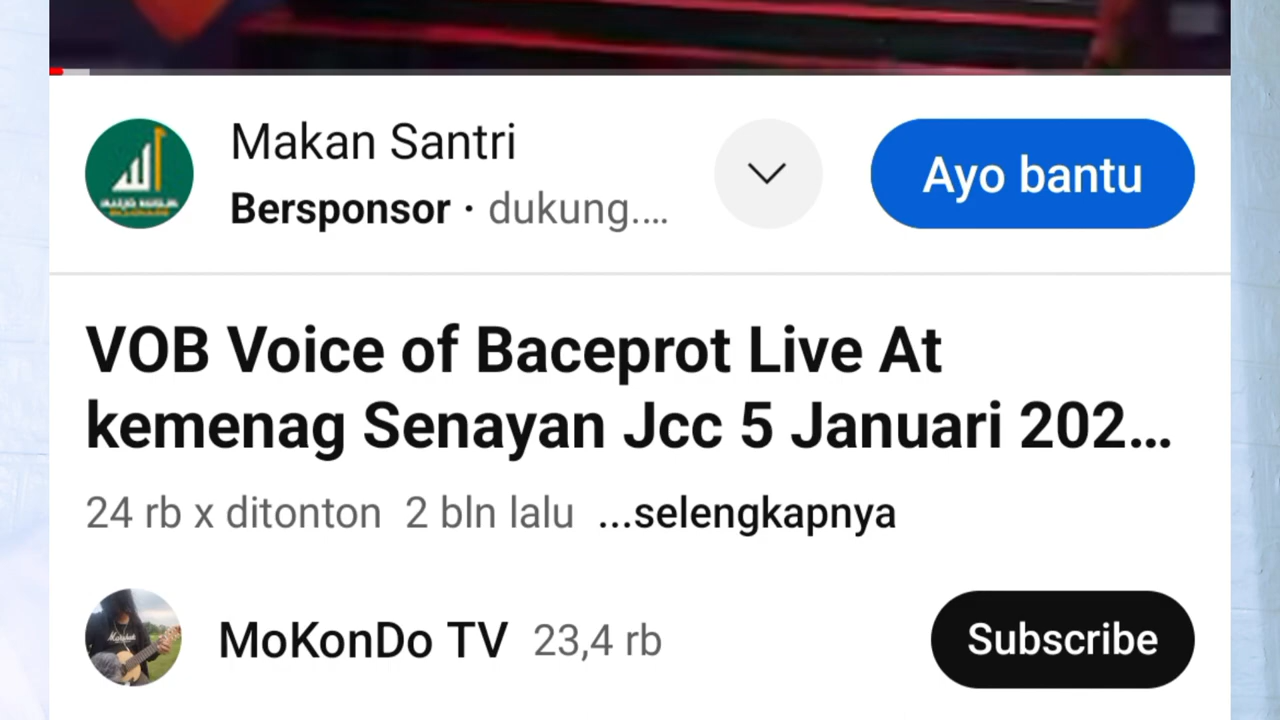 Makan Santri
Bersponsor · dukung....
Ayo bantu
VOB Voice of Baceprot Live At
kemenag Senayan Jcc 5 Januari 202...
24 rb x ditonton 2 bln lalu ...selengkapnya
MoKonDo TV 23,4 rb
Subscribe